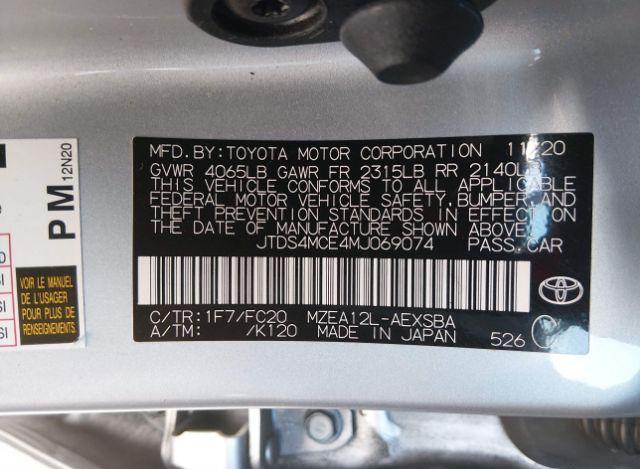 MFD.BY:TOYOTA MOTOR CORPORATION 11/20
GVWR 4065LB GAWR FR 2315LB RR 2140LB
THIS VEHICLE CONFORMS TO ALL APPLICABLE
FEDERAL MOTOR VEHICLE SAFETY, BUMPER, AND
THEFT PREVENTION STANDARDS IN EFFECT ON
THE DATE OF MANUFACTURE SHOWN ABOVE.
JTDS4MCE4MJ069074 PASS.CAR
C/TR:1F7/FC20 MZEA12L-AEXSBA
A/TM: /K120 MADE IN JAPAN 526
PM 12N20
VOIR LE MANUEL
DE L'USAGER
POUR PLUS DE
RENSEIGNEMENTS